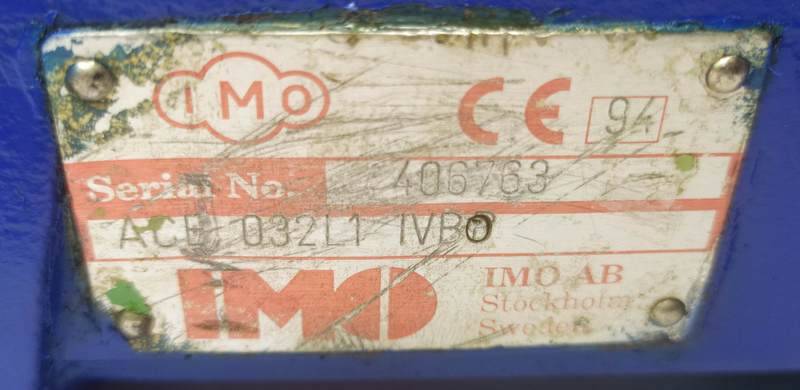 IMO
CE 94
Serial No. 406763
ACE 032L1 IVBO
IMO IMO AB
Stockholm
Sweden